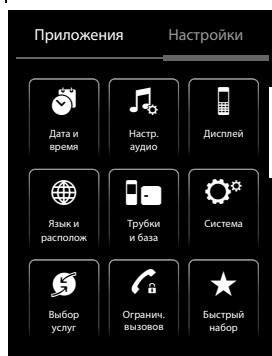 Приложения Настройки
Дата и
время
Настр.
аудио
Дисплей
Язык и
располож
Трубки
и база
Система
Выбор
услуг
Огранич.
вызовов
Быстрый
набор